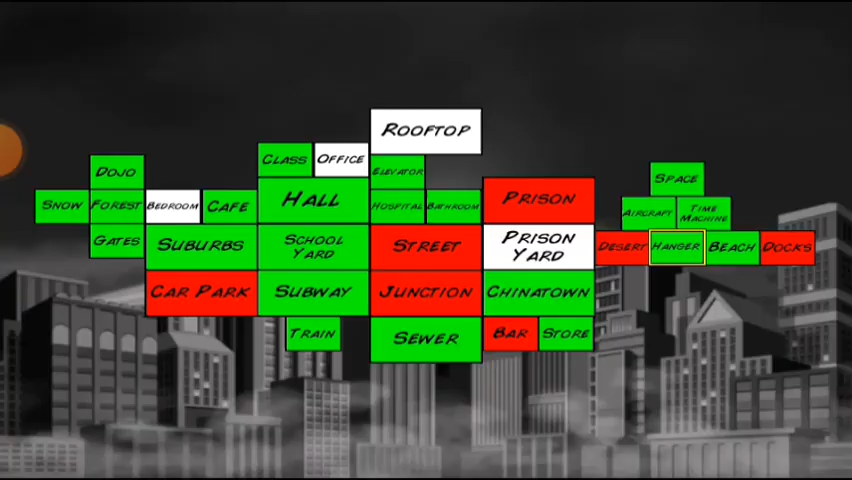 ROOFTOP
CLASS
OFFICE
DOJO
ELEVATOR
SPACE
SNOW
FOREST
BEDROOM
CAFÉ
HALL
HOSPITAL
BATHROOM
PRISON
AIRCRAFT
TIME
MACHINE
GATES
SUBURBS
SCHOOL
YARD
STREET
PRISON
YARD
DESERT
HANGER
BEACH
DOCKS
CAR PARK
SUBWAY
JUNCTION
CHINATOWN
TRAIN
SEWER
BAR
STORE